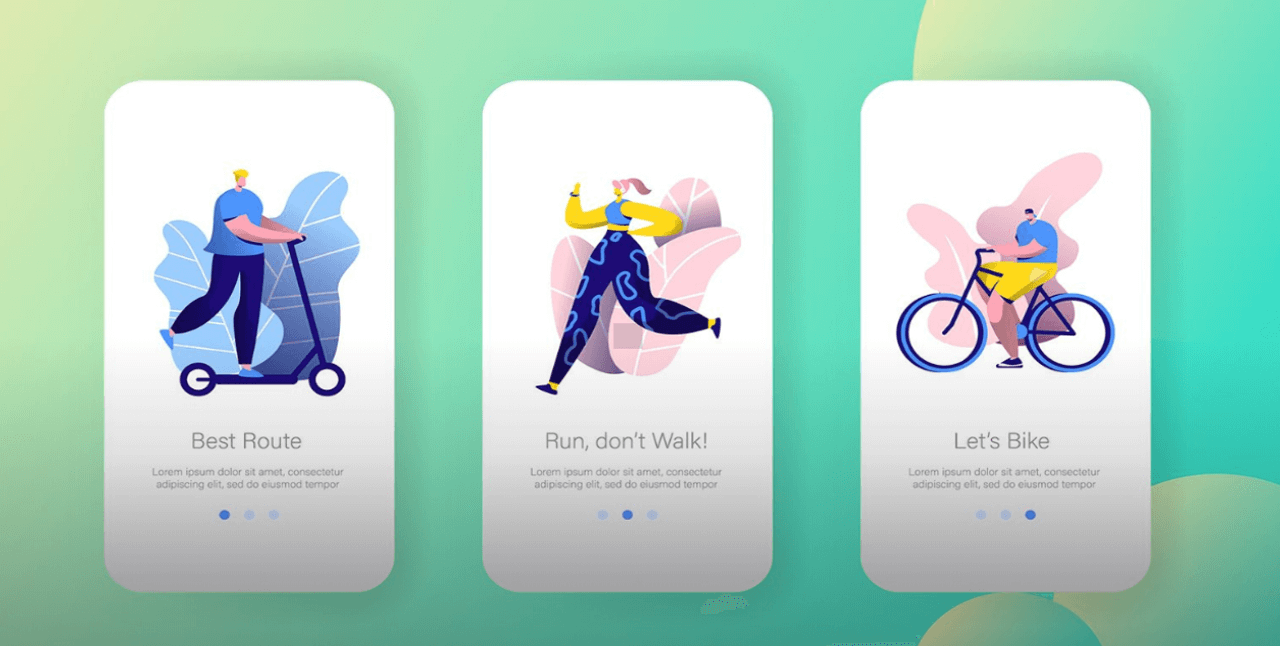 Best Route
Lorem ipsum dolor sit amet, consectetur
adipiscing elit, sed do eiusmod tempor
Run, don't Walk!
Lorem ipsum dolor sit amet, consectetur
adipiscing elit, sed do eiusmod tempor
Let's Bike
Lorem ipsum dolor sit amet, consectetur
adipiscing elit, sed do eiusmod tempor